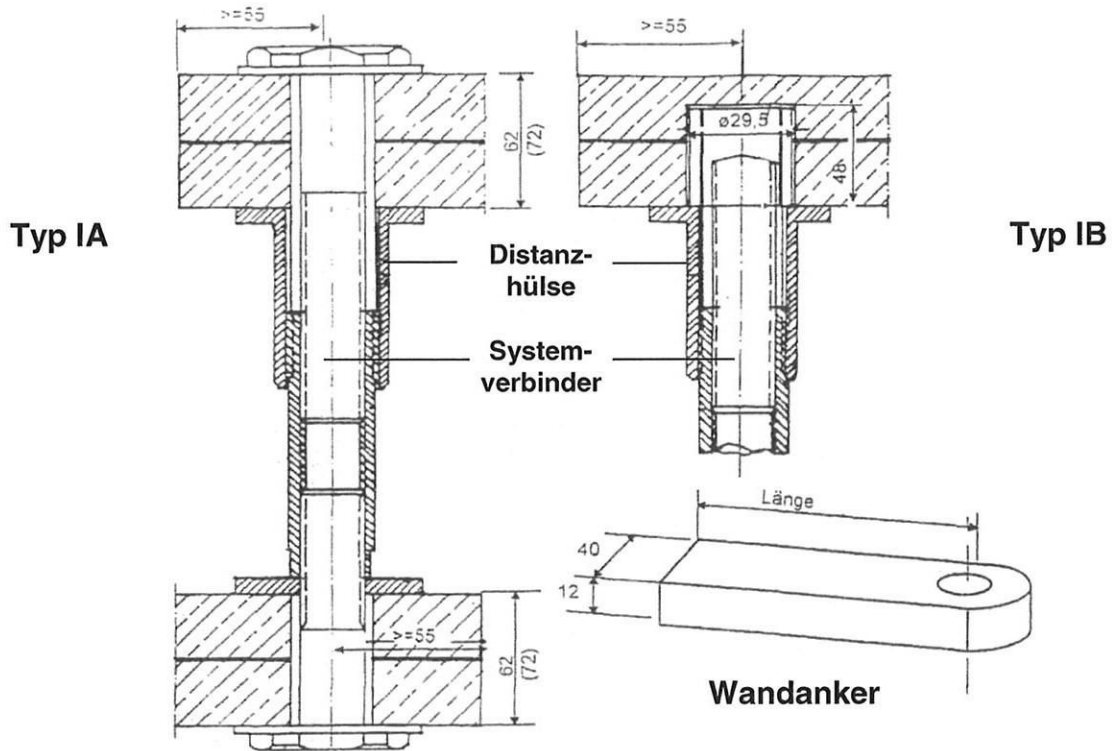 >=55
>=55
62
(72)
ø29,5
48
Typ IA
Typ IB
Distanz-
hülse
System-
verbinder
Länge
40
12
>=55
62
(72)
Wandanker